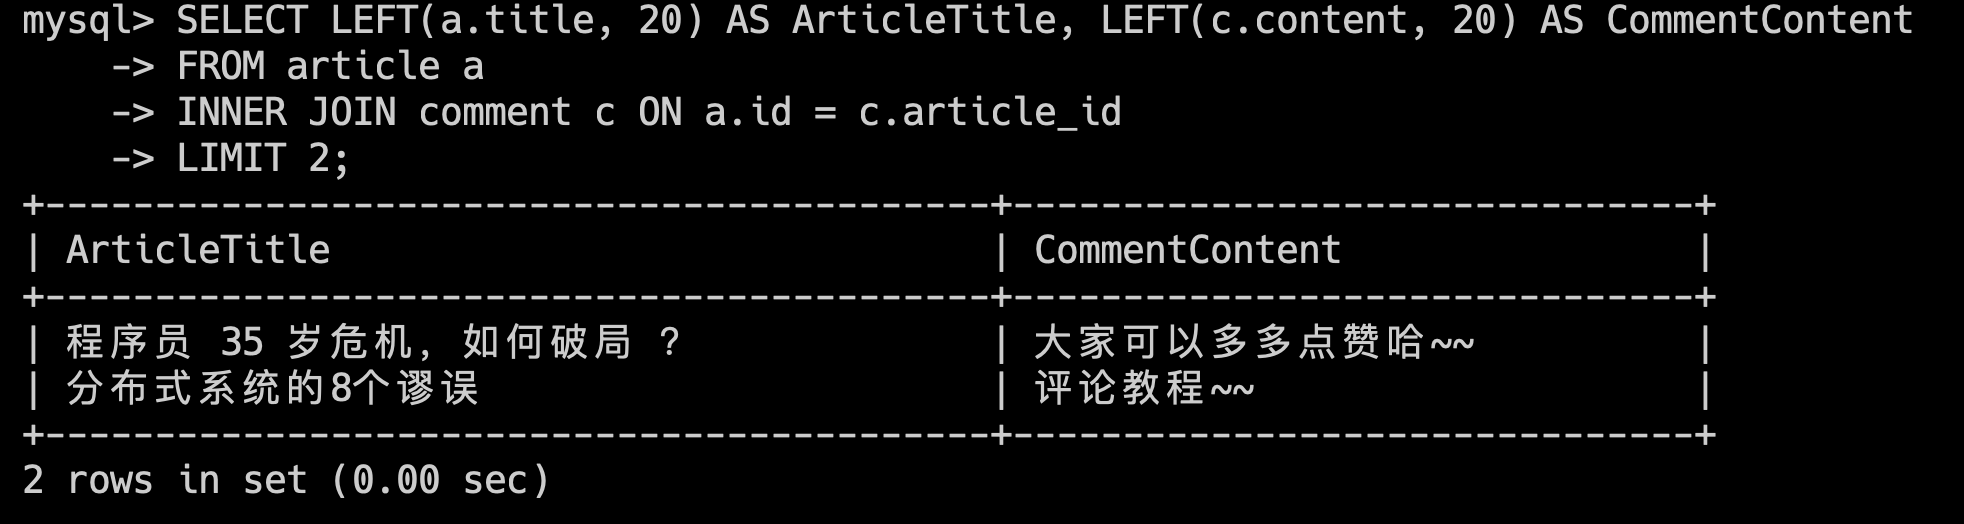 mysql> SELECT LEFT(a.title, 20) AS ArticleTitle, LEFT(c.content, 20) AS CommentContent
    -> FROM article a
    -> INNER JOIN comment c ON a.id = c.article_id
    -> LIMIT 2;
+-------------------------------------------+-------------------------------+
| ArticleTitle                              | CommentContent                |
+-------------------------------------------+-------------------------------+
| 程序员 35 岁危机，如何破局 ？ | 大家可以多多点赞哈~~ |
| 分布式系统的8个谬误 | 评论教程~~ |
+-------------------------------------------+-------------------------------+
2 rows in set (0.00 sec)